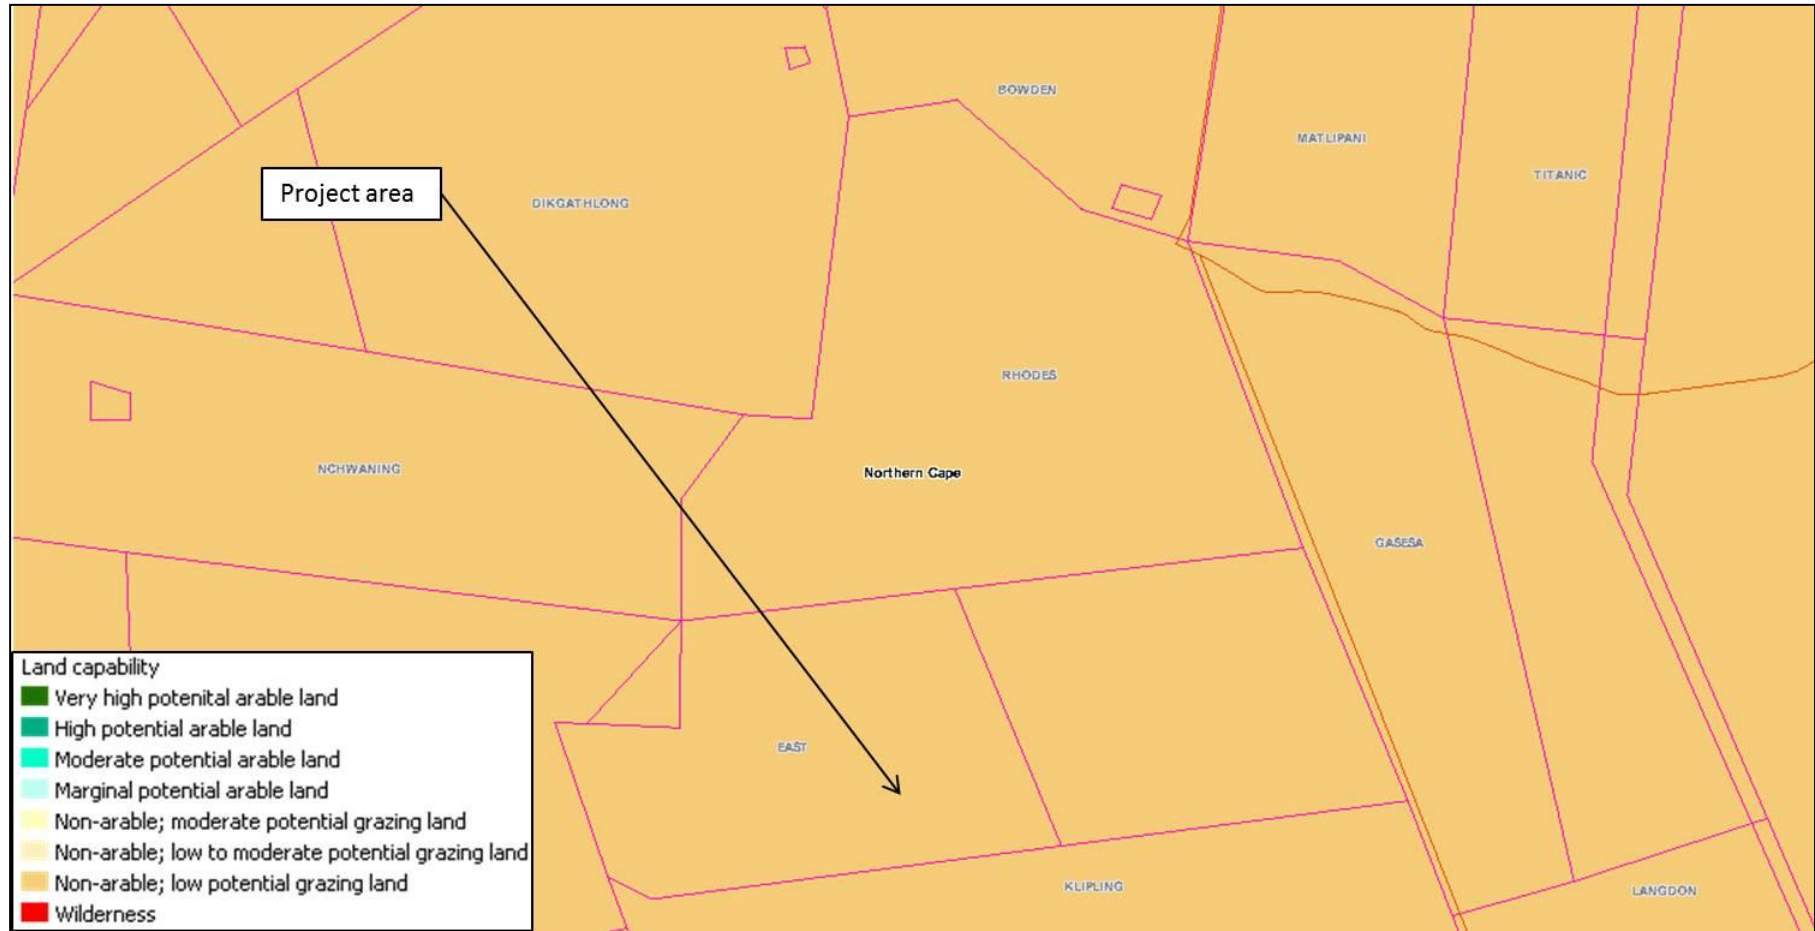 BOWDEN
MATLIPANI
TITANIC
Project area
DIKGATHLONG
RHODES
NCHWANING
Northern Cape
GASESA
EAST
KLIPLING
LANGDON
Land capability
Very high potenital arable land
High potential arable land
Moderate potential arable land
Marginal potential arable land
Non-arable; moderate potential grazing land
Non-arable; low to moderate potential grazing land
Non-arable; low potential grazing land
Wilderness